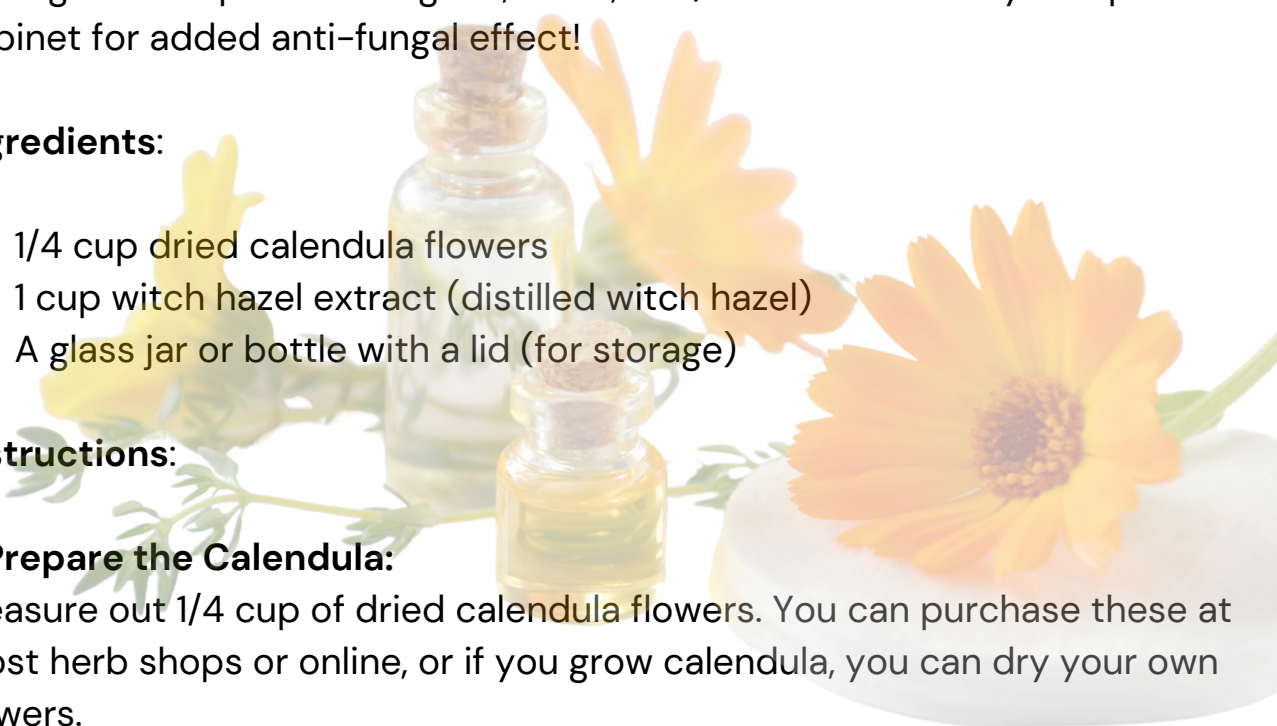 binet for added anti-fungal effect!
gredients:
1/4 cup dried calendula flowers
1 cup witch hazel extract (distilled witch hazel)
A glass jar or bottle with a lid (for storage)
structions:
Prepare the Calendula:
easure out 1/4 cup of dried calendula flowers. You can purchase these at
ost herb shops or online, or if you grow calendula, you can dry your own
wers.